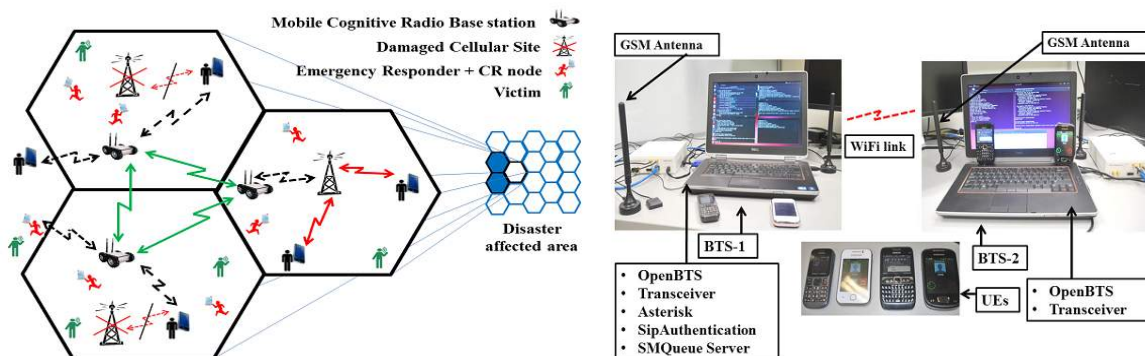 Mobile Cognitive Radio Base station
Damaged Cellular Site
Emergency Responder + CR node
Victim
Disaster
affected area
GSM Antenna
GSM Antenna
WiFi link
BTS-1
BTS-2
• OpenBTS
• Transceiver
• Asterisk
• SipAuthentication
• SMQueue Server
UEs
• OpenBTS
• Transceiver